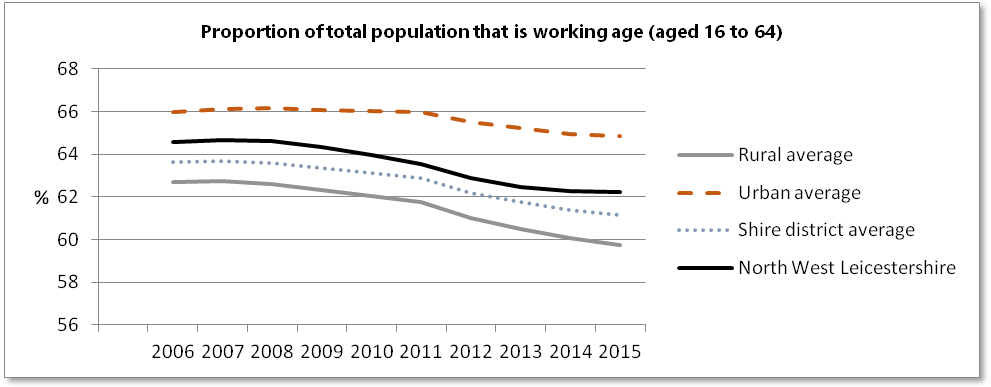 Proportion of total population that is working age (aged 16 to 64)
68
66
64
62
60
58
56
%
2006 2007 2008 2009 2010 2011 2012 2013 2014 2015
Rural average
Urban average
Shire district average
North West Leicestershire